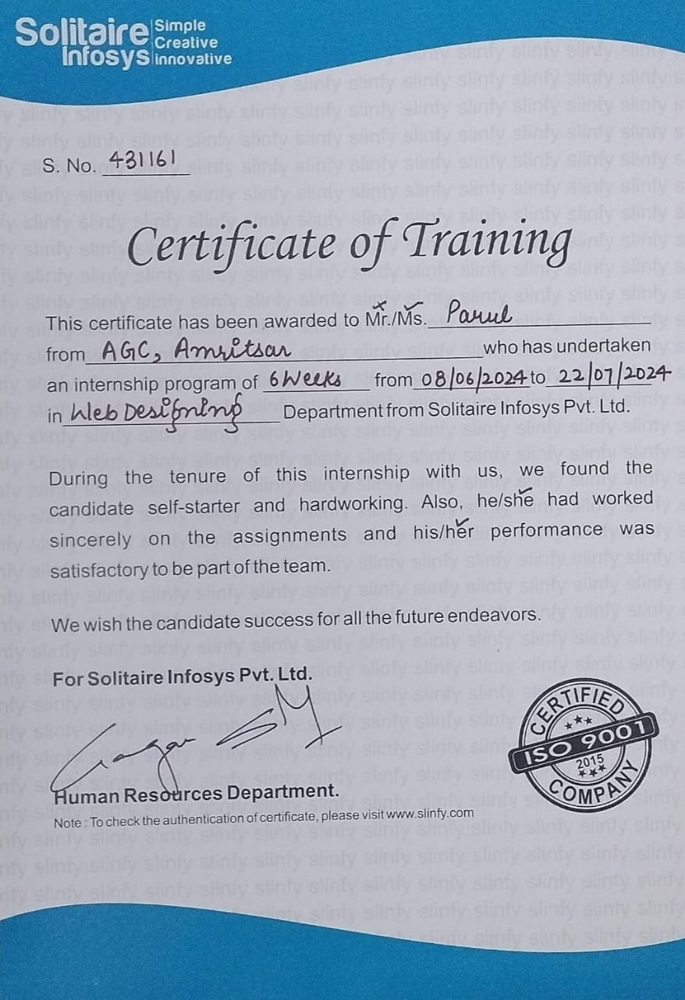 Solitaire Infosys
Simple
Creative
innovative
S. No. 431161
Certificate of Training
This certificate has been awarded to Mr./Ms. Parul
from AGC, Amritsar who has undertaken
an internship program of 6 Weeks from 08/06/2024 to 22/07/2024
in Web Designing Department from Solitaire Infosys Pvt. Ltd.
During the tenure of this internship with us, we found the
candidate self-starter and hardworking. Also, he/she had worked
sincerely on the assignments and his/her performance was
satisfactory to be part of the team.
We wish the candidate success for all the future endeavors.
For Solitaire Infosys Pvt. Ltd.
Human Resources Department.
Note : To check the authentication of certificate, please visit www.slinfy.com
CERTIFIED
ISO 9001
2015
COMPANY